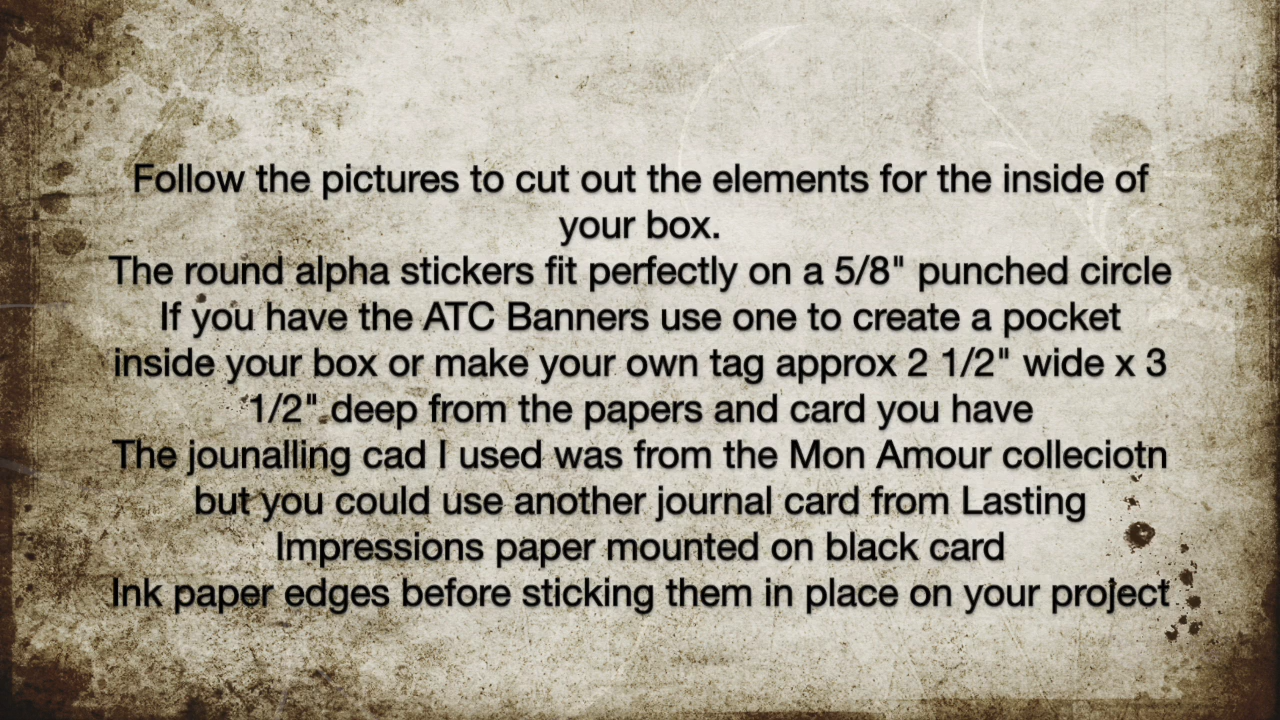 Follow the pictures to cut out the elements for the inside of
your box.
The round alpha stickers fit perfectly on a 5/8" punched circle
If you have the ATC Banners use one to create a pocket
inside your box or make your own tag approx 2 1/2" wide x 3
1/2" deep from the papers and card you have
The jounalling cad I used was from the Mon Amour colleciotn
but you could use another journal card from Lasting
Impressions paper mounted on black card
Ink paper edges before sticking them in place on your project